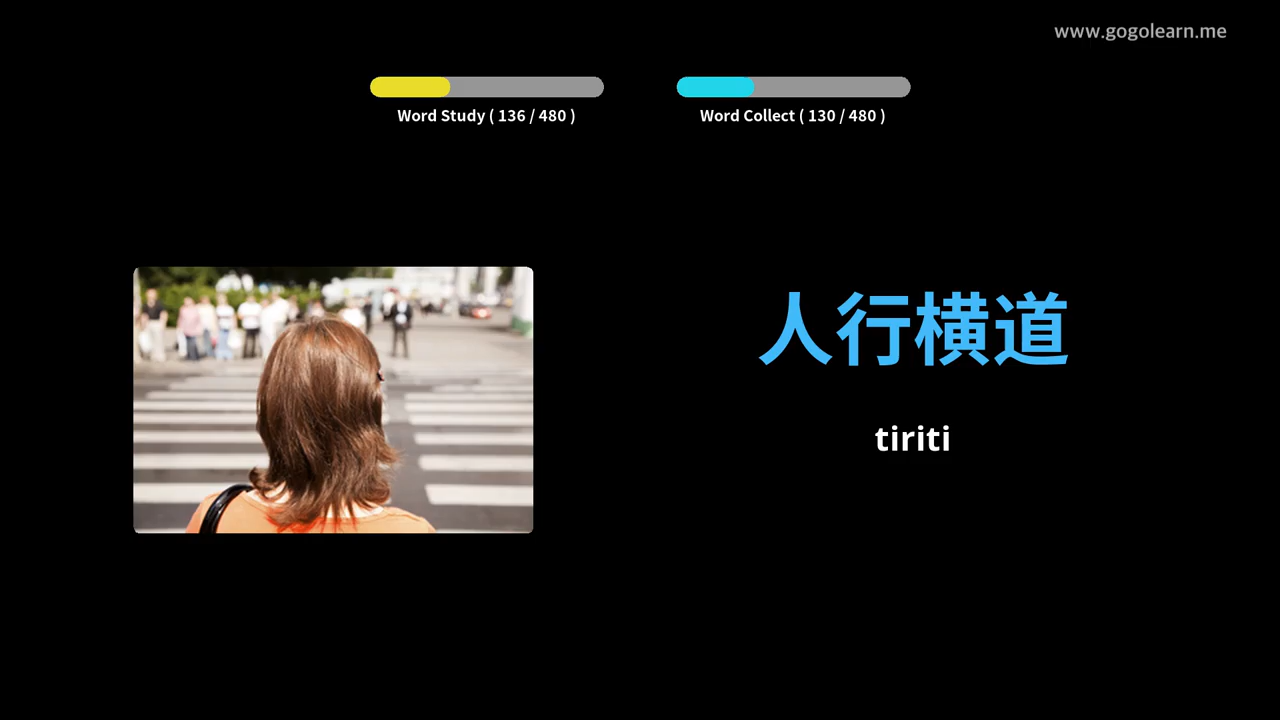 www.gogolearn.me
Word Study ( 136 / 480 )
Word Collect ( 130 / 480 )
人行横道
tiriti